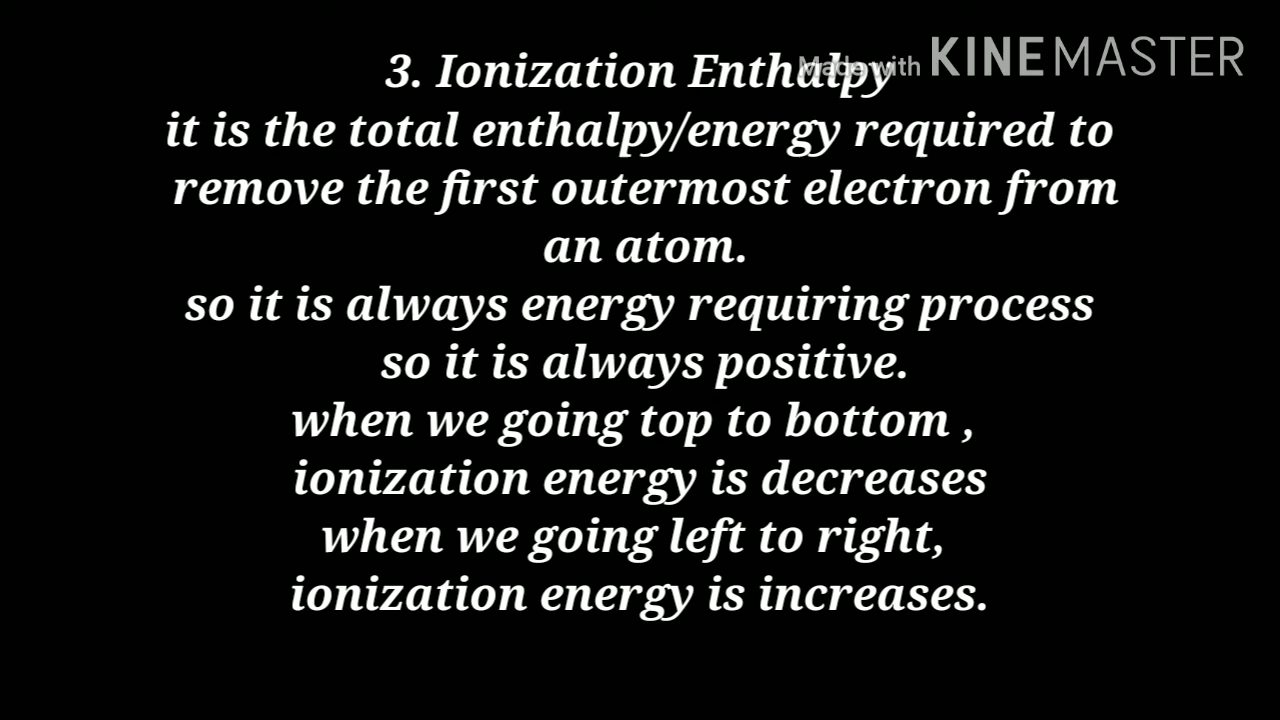 3. Ionization Enthalpy
Made with KINEMASTER
it is the total enthalpy/energy required to
remove the first outermost electron from
an atom.
so it is always energy requiring process
so it is always positive.
when we going top to bottom ,
ionization energy is decreases
when we going left to right,
ionization energy is increases.